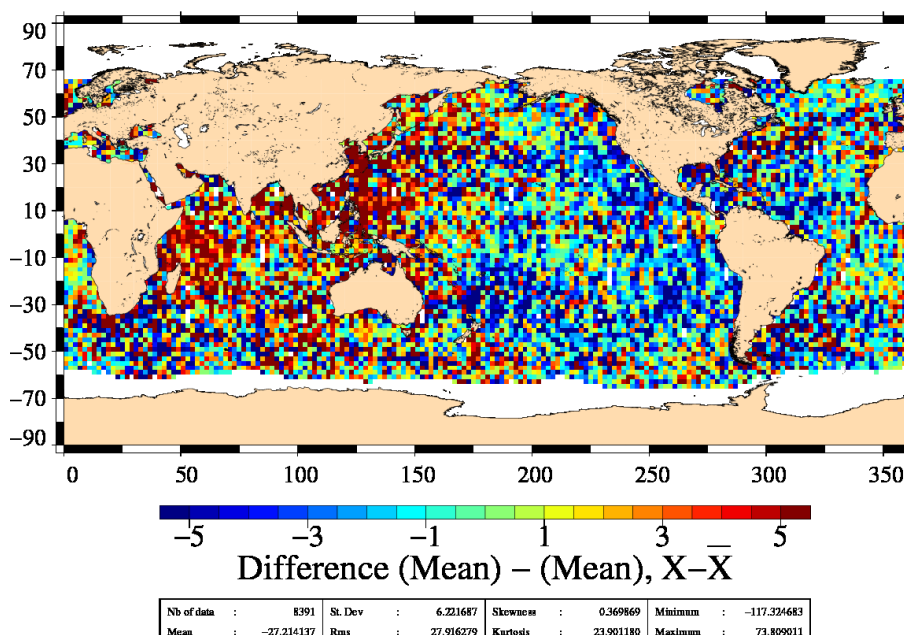 90
70
50
30
10
−10
−30
−50
−70
−90
0 50 100 150 200 250 300 350
−5 −3 −1 1 3 5
Difference (Mean) − (Mean), X−X̅
Nb of data : 8391 St. Dev : 6.221687 Skewness : 0.369869 Minimum : −117.324683
Mean : −27.214137 Rms : 27.916279 Kurtosis : 23.901180 Maximum : 73.809011